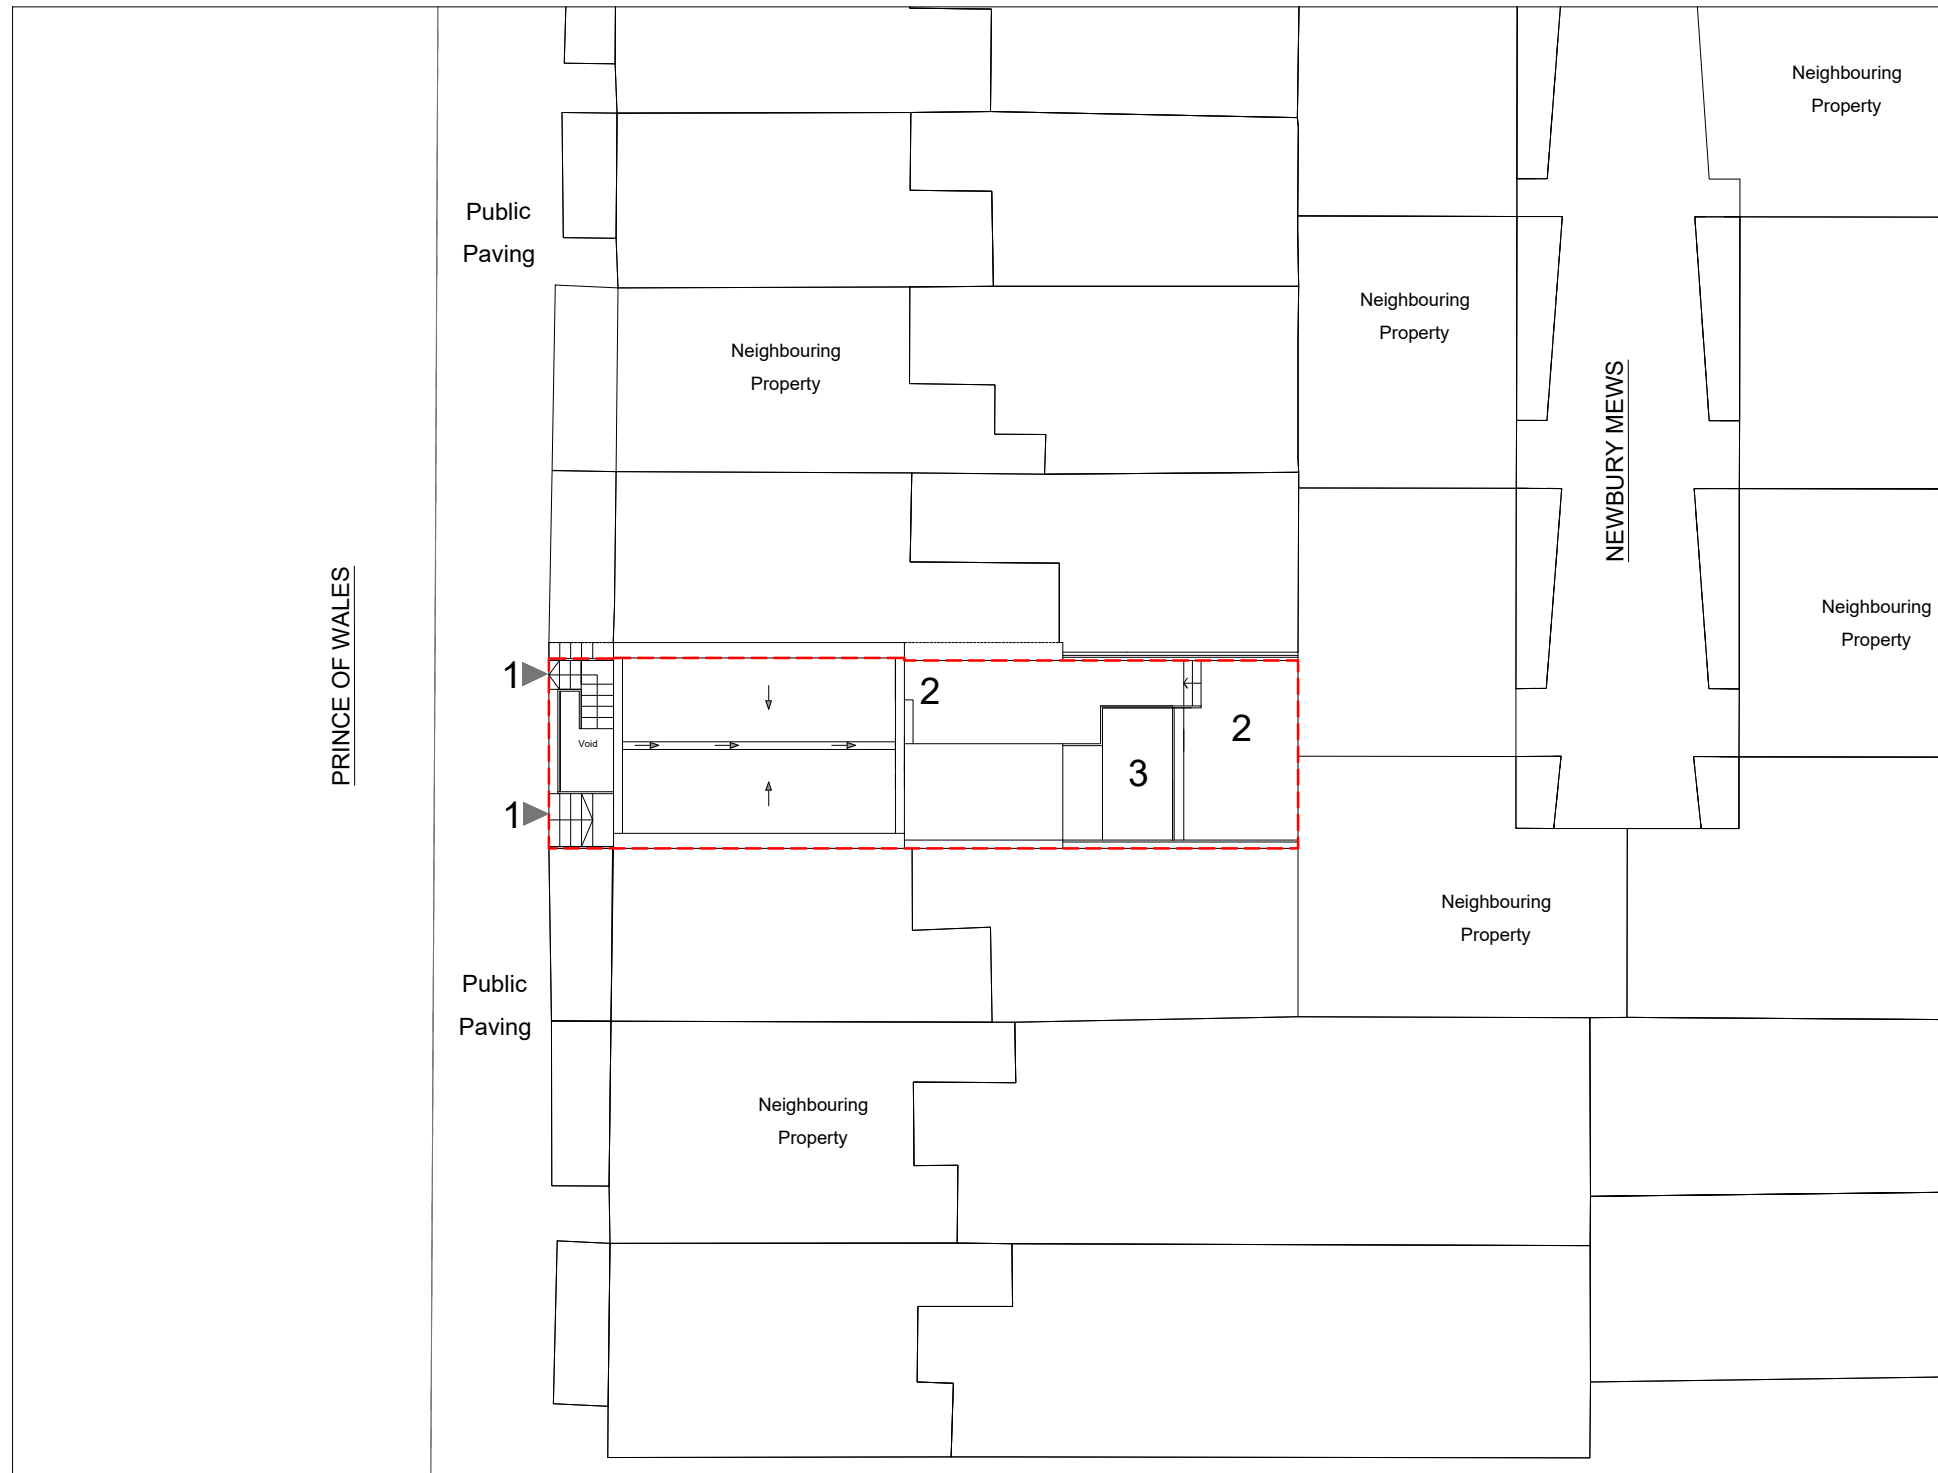 Neighbouring
Property
Public
Paving
Neighbouring
Property
Neighbouring
Property
NEWBURY MEWS
PRINCE OF WALES
Neighbouring
Property
1
2
2
Void
3
1
Neighbouring
Property
Public
Paving
Neighbouring
Property